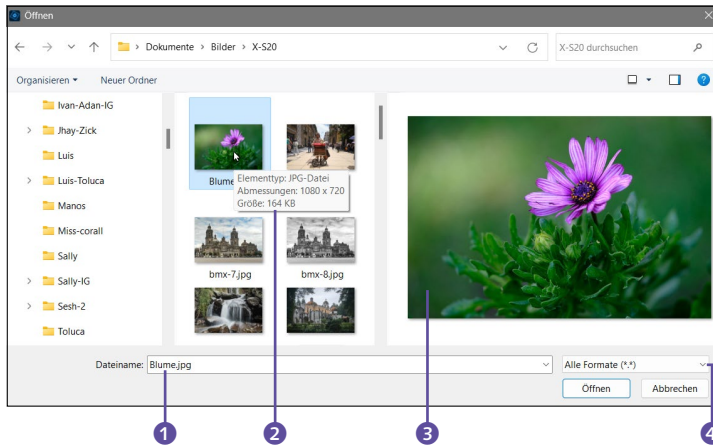 Öffnen
Dokumente > Bilder > X-S20
X-S20 durchsuchen
Organisieren
Neuer Ordner
?
Ivan-Adan-IG
Jhay-Zick
Luis
Luis-Toluca
Manos
Miss-corall
Sally
Sally-IG
Sesh-2
Toluca
Blume
Elementtyp: JPG-Datei
Abmessungen: 1080 x 720
Größe: 164 KB
bmx-7.jpg
bmx-8.jpg
Dateiname:
Blume.jpg
Alle Formate (*.*)
Öffnen
Abbrechen
1
2
3
4